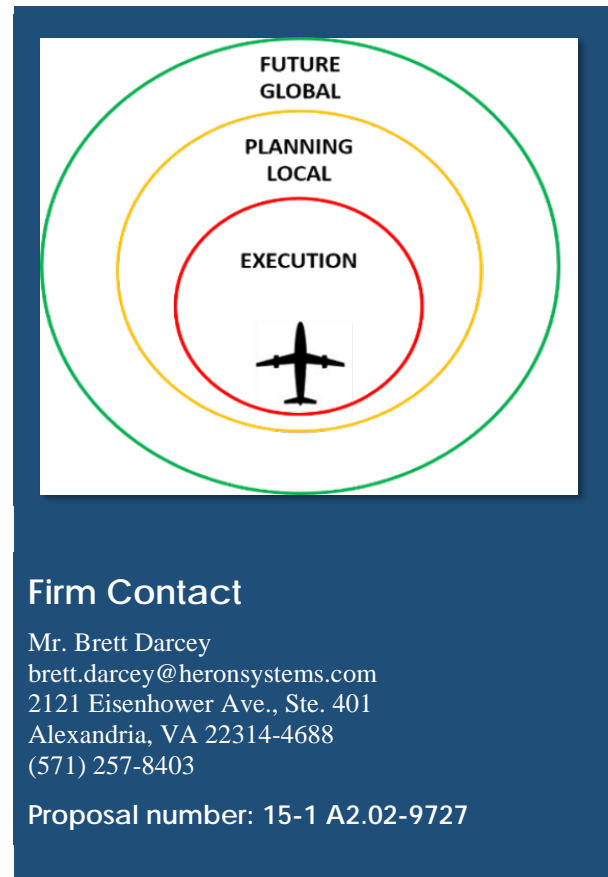 FUTURE
GLOBAL
PLANNING
LOCAL
EXECUTION
Firm Contact
Mr. Brett Darcey
brett.darcey@heronsystems.com
2121 Eisenhower Ave., Ste. 401
Alexandria, VA 22314-4688
(571) 257-8403
Proposal number: 15-1 A2.02-9727